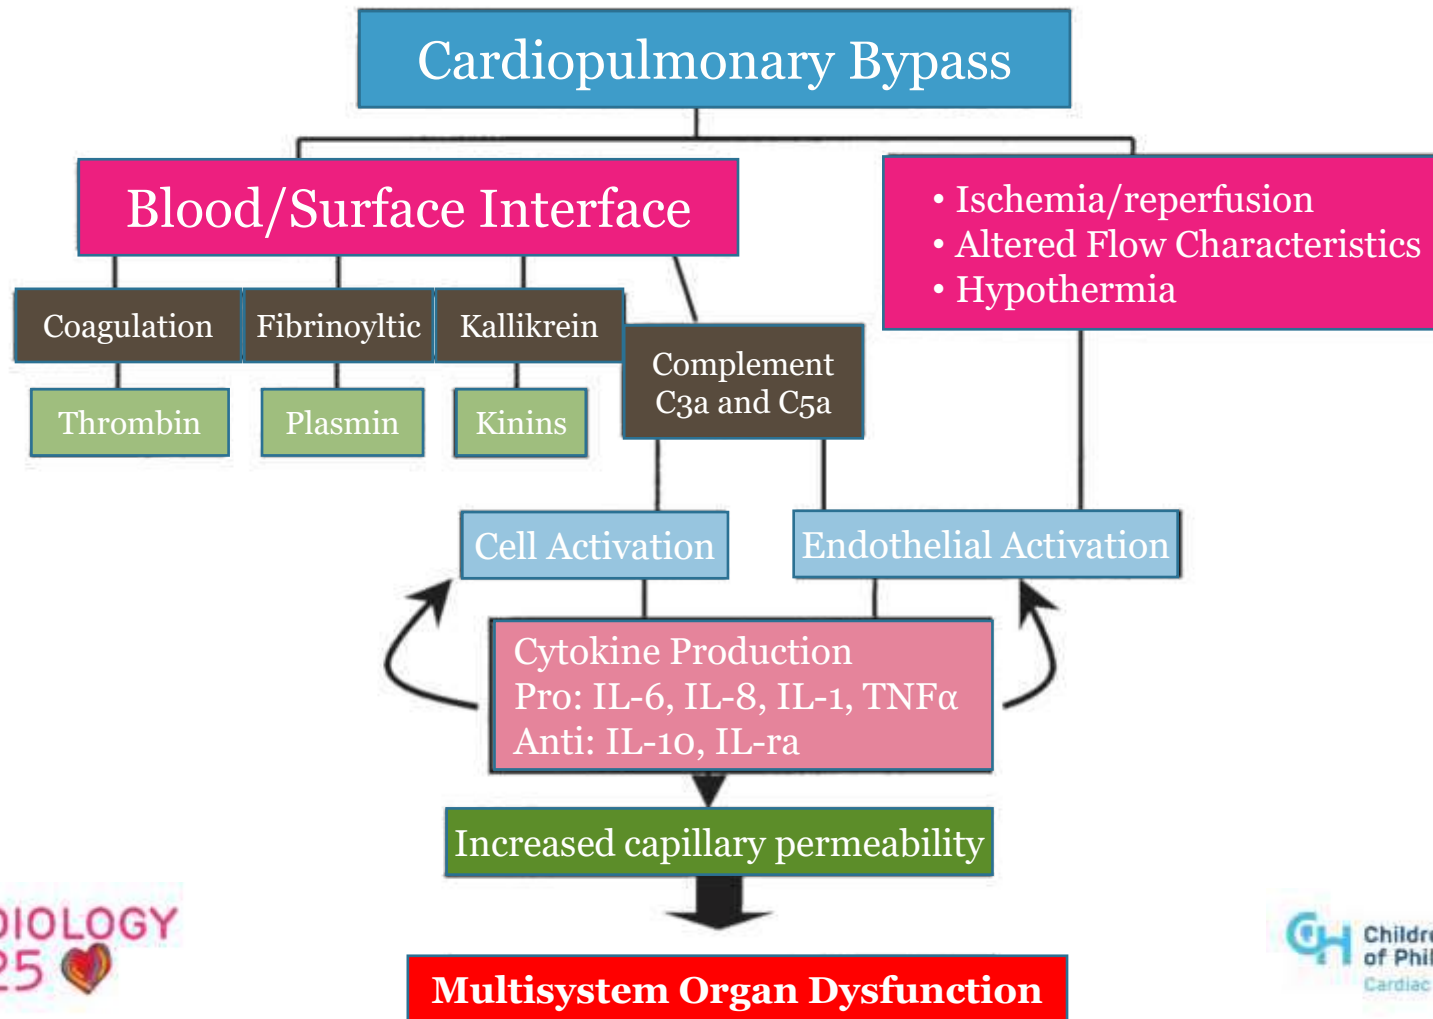 Cardiopulmonary Bypass
Blood/Surface Interface
• Ischemia/reperfusion
• Altered Flow Characteristics
• Hypothermia
Coagulation
Fibrinoyltic
Kallikrein
Complement
C3a and C5a
Thrombin
Plasmin
Kinins
Cell Activation
Endothelial Activation
Cytokine Production
Pro: IL-6, IL-8, IL-1, TNFα
Anti: IL-10, IL-ra
Increased capillary permeability
Multisystem Organ Dysfunction
DIOLOGY
25
CH
Childre
of Phil
Cardiac